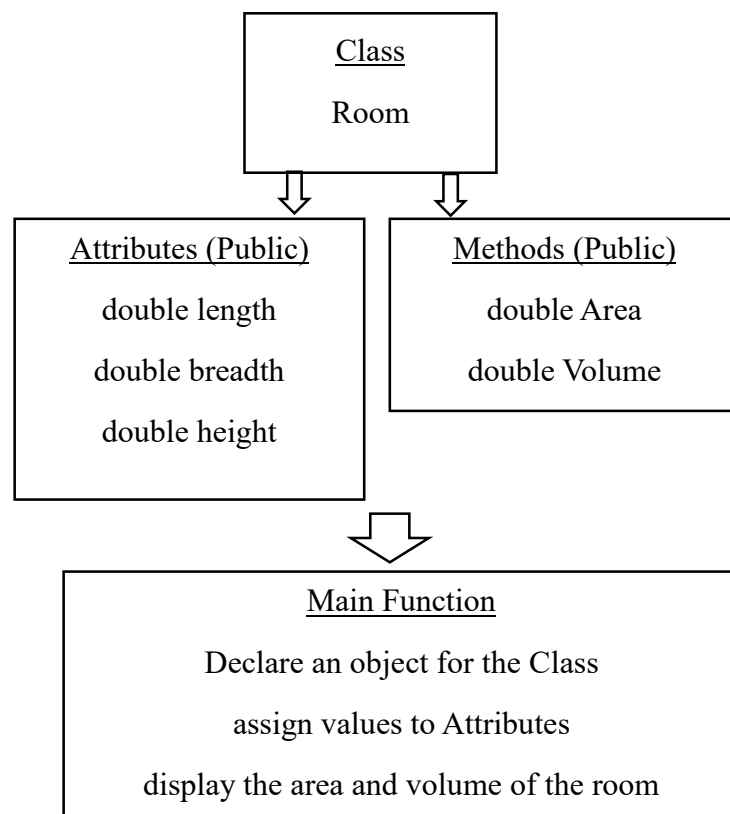 Class
Room
Attributes (Public)
double length
double breadth
double height
Methods (Public)
double Area
double Volume
Main Function
Declare an object for the Class
assign values to Attributes
display the area and volume of the room